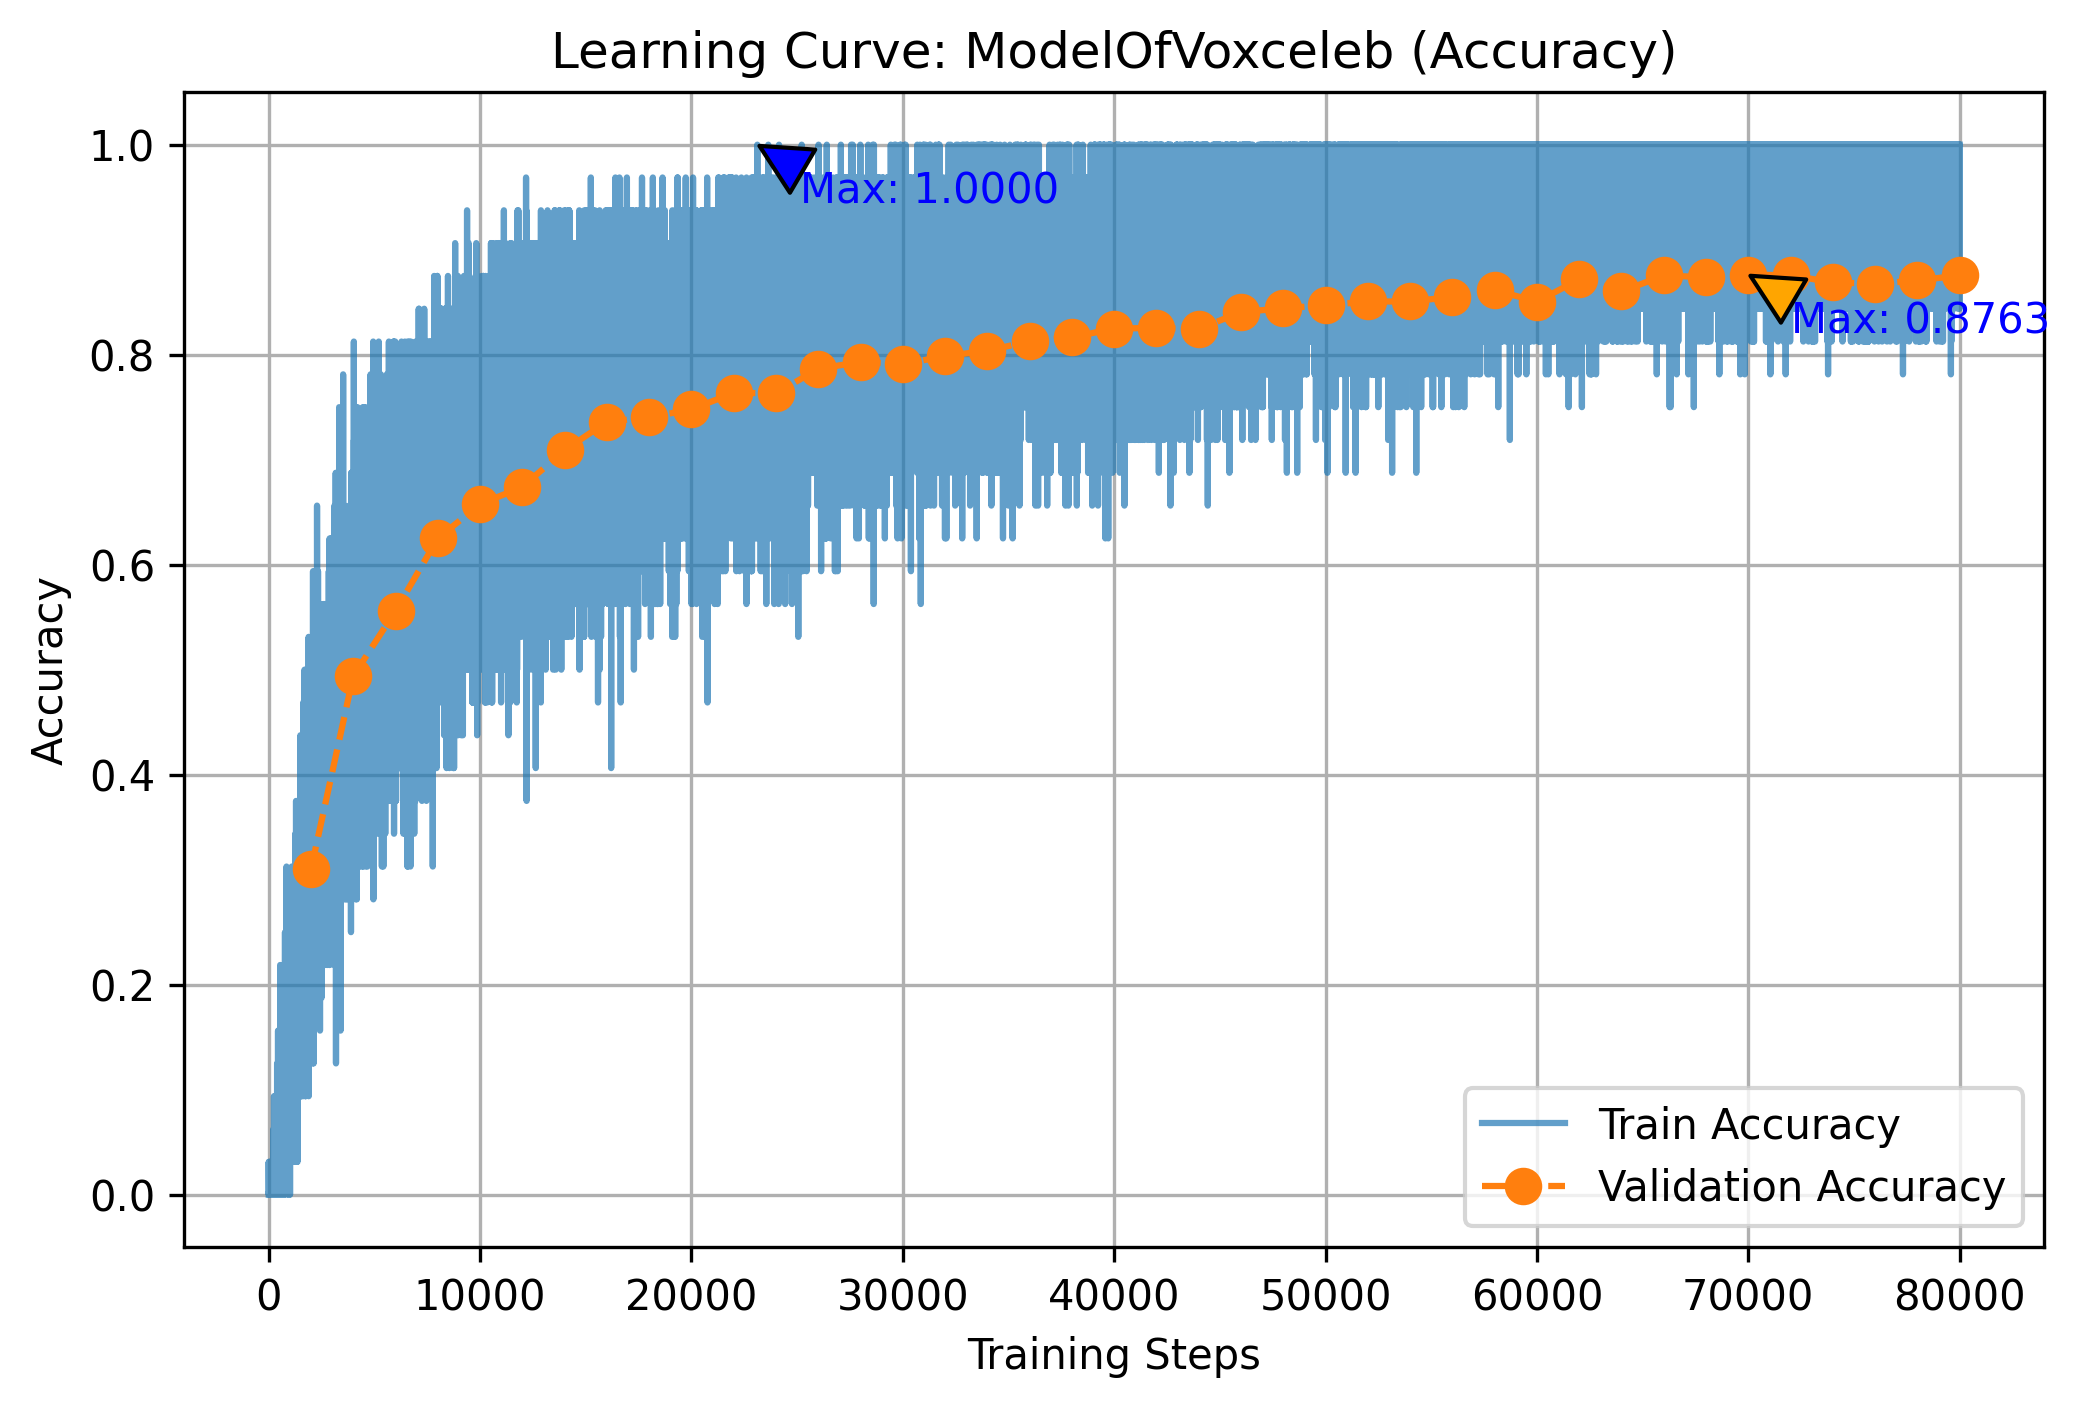 Learning Curve: ModelOfVoxceleb (Accuracy)
1.0
0.8
0.6
0.4
0.2
0.0
Accuracy
Max: 1.0000
Max: 0.8763
Train Accuracy
Validation Accuracy
0 10000 20000 30000 40000 50000 60000 70000 80000
Training Steps